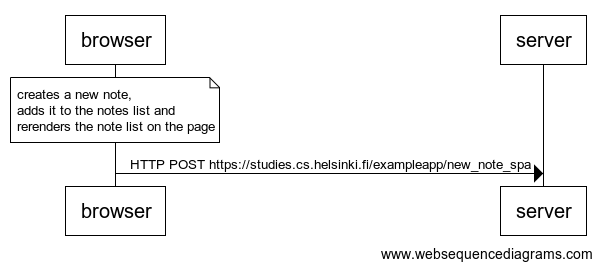 browser
server
creates a new note,
adds it to the notes list and
rerenders the note list on the page
HTTP POST https://studies.cs.helsinki.fi/exampleapp/new_note_spa
browser
server
www.websequencediagrams.com